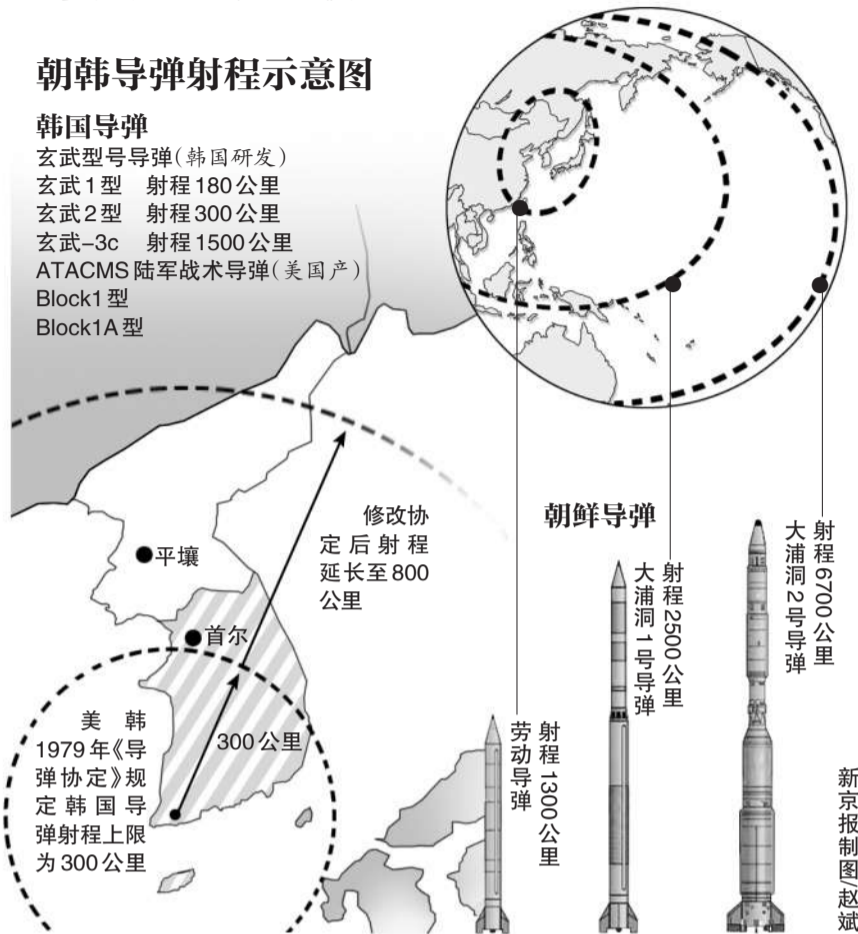 朝韩导弹射程示意图
韩国导弹
玄武型号导弹(韩国研发)
玄武1型 射程180公里
玄武2型 射程300公里
玄武-3c 射程1500公里
ATACMS陆军战术导弹(美国产)
Block1型
Block1A型
修改协
定后射程
延长至800
公里
平壤
首尔
300公里
美韩
1979年《导
弹协定》规
定韩国导
弹射程上限
为300公里
朝鲜导弹
射程1300公里
劳动导弹
射程2500公里
大浦洞1号导弹
射程6700公里
大浦洞2号导弹
新京报制图/赵斌